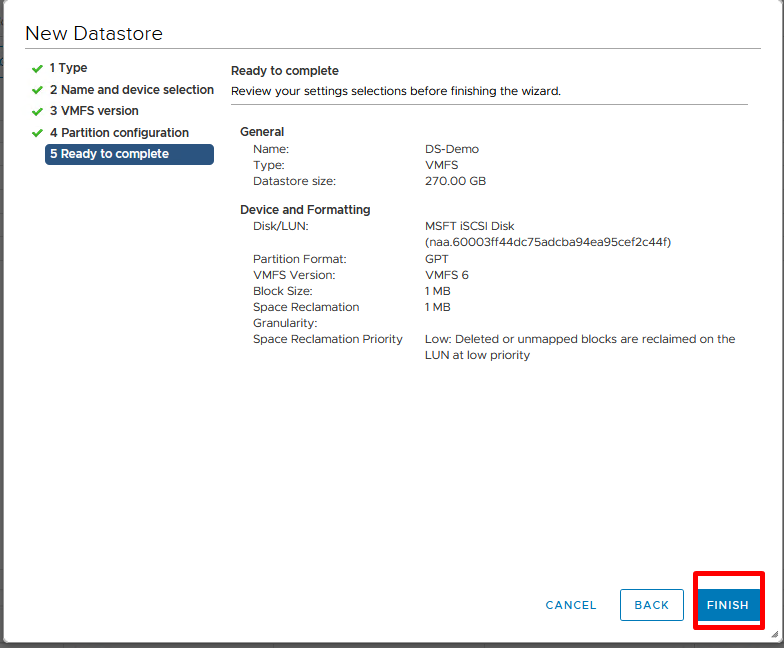 New Datastore
1 Type
2 Name and device selection
3 VMFS version
4 Partition configuration
5 Ready to complete
Ready to complete
Review your settings selections before finishing the wizard.
General
Name: DS-Demo
Type: VMFS
Datastore size: 270.00 GB
Device and Formatting
Disk/LUN: MSFT iSCSI Disk
(naa.60003ff44dc75adcba94ea95cef2c44f)
Partition Format: GPT
VMFS Version: VMFS 6
Block Size: 1 MB
Space Reclamation 1 MB
Granularity:
Space Reclamation Priority Low: Deleted or unmapped blocks are reclaimed on the
LUN at low priority
CANCEL BACK FINISH